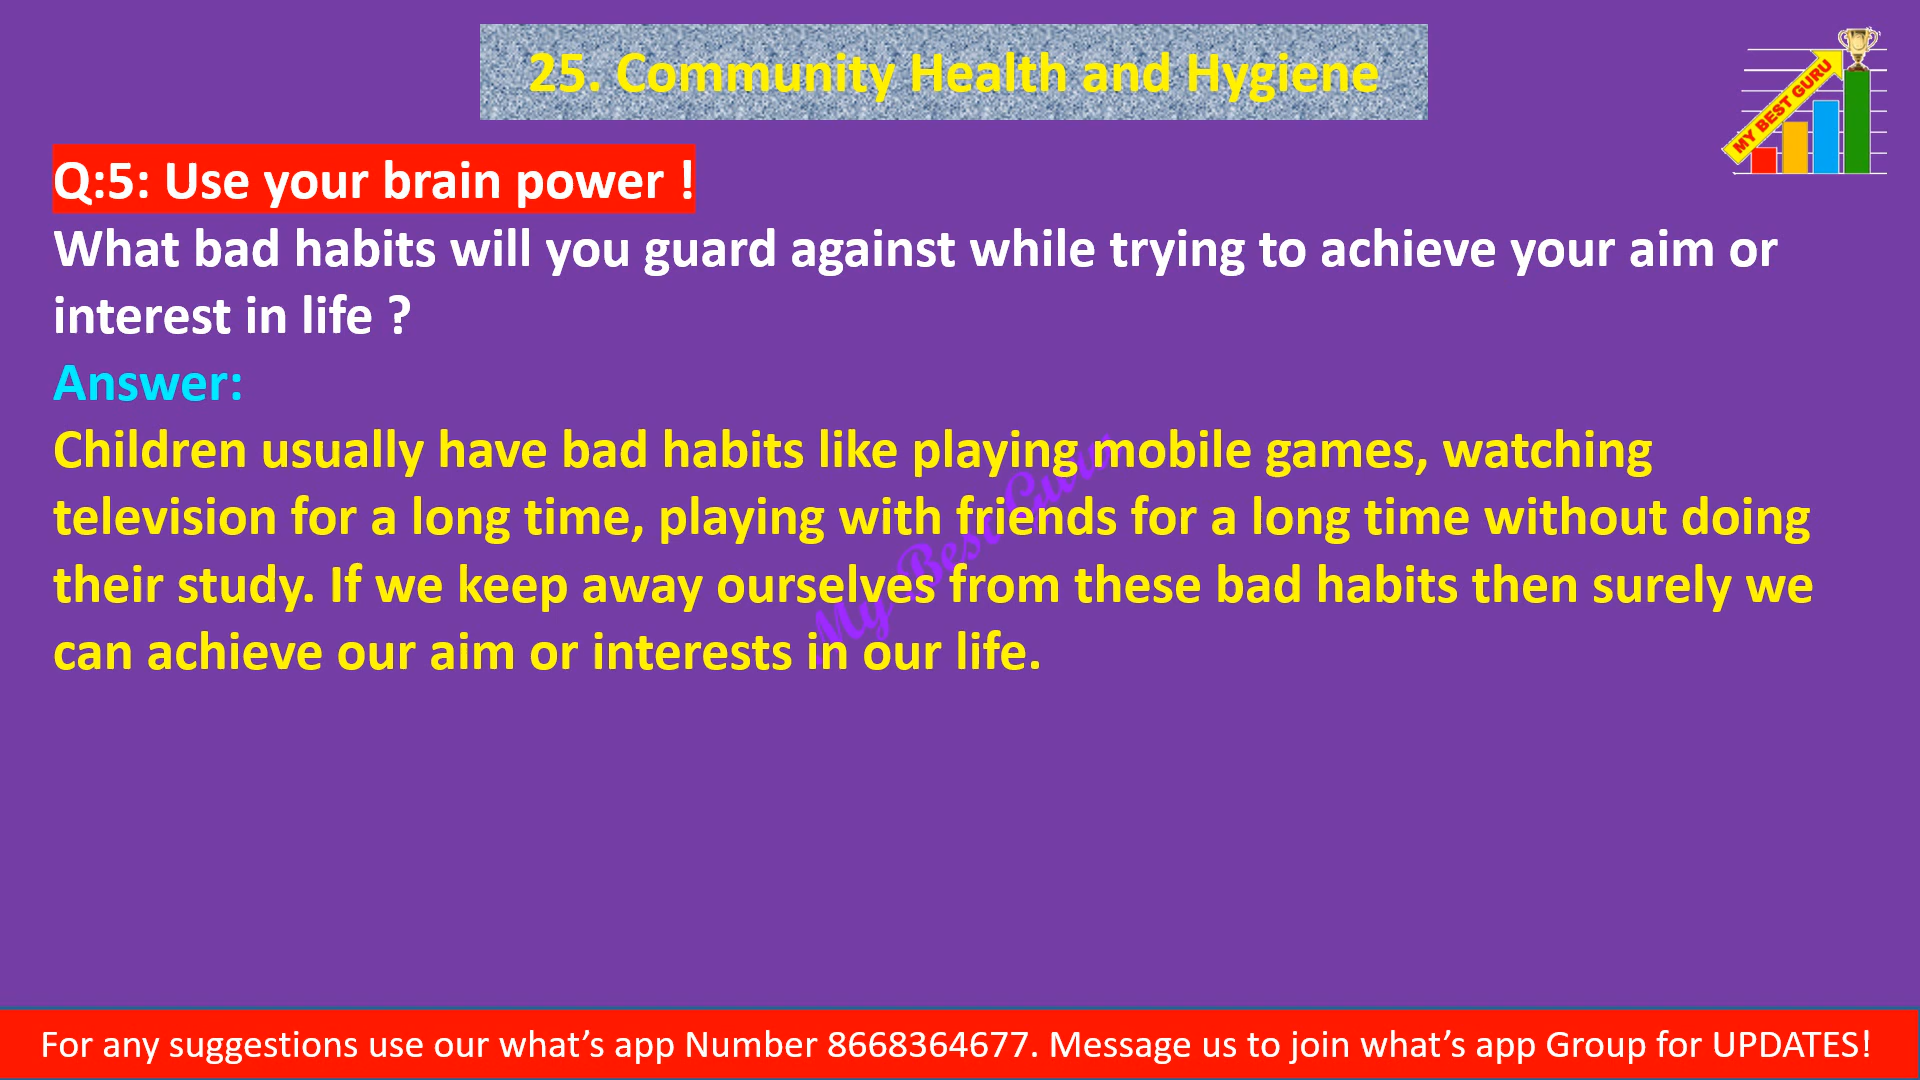 25. Community Health and Hygiene
MY BEST GURU
Q:5: Use your brain power !
What bad habits will you guard against while trying to achieve your aim or
interest in life ?
Answer:
Children usually have bad habits like playing mobile games, watching
television for a long time, playing with friends for a long time without doing
their study. If we keep away ourselves from these bad habits then surely we
can achieve our aim or interests in our life.
My Best Guru
For any suggestions use our what’s app Number 8668364677. Message us to join what’s app Group for UPDATES!